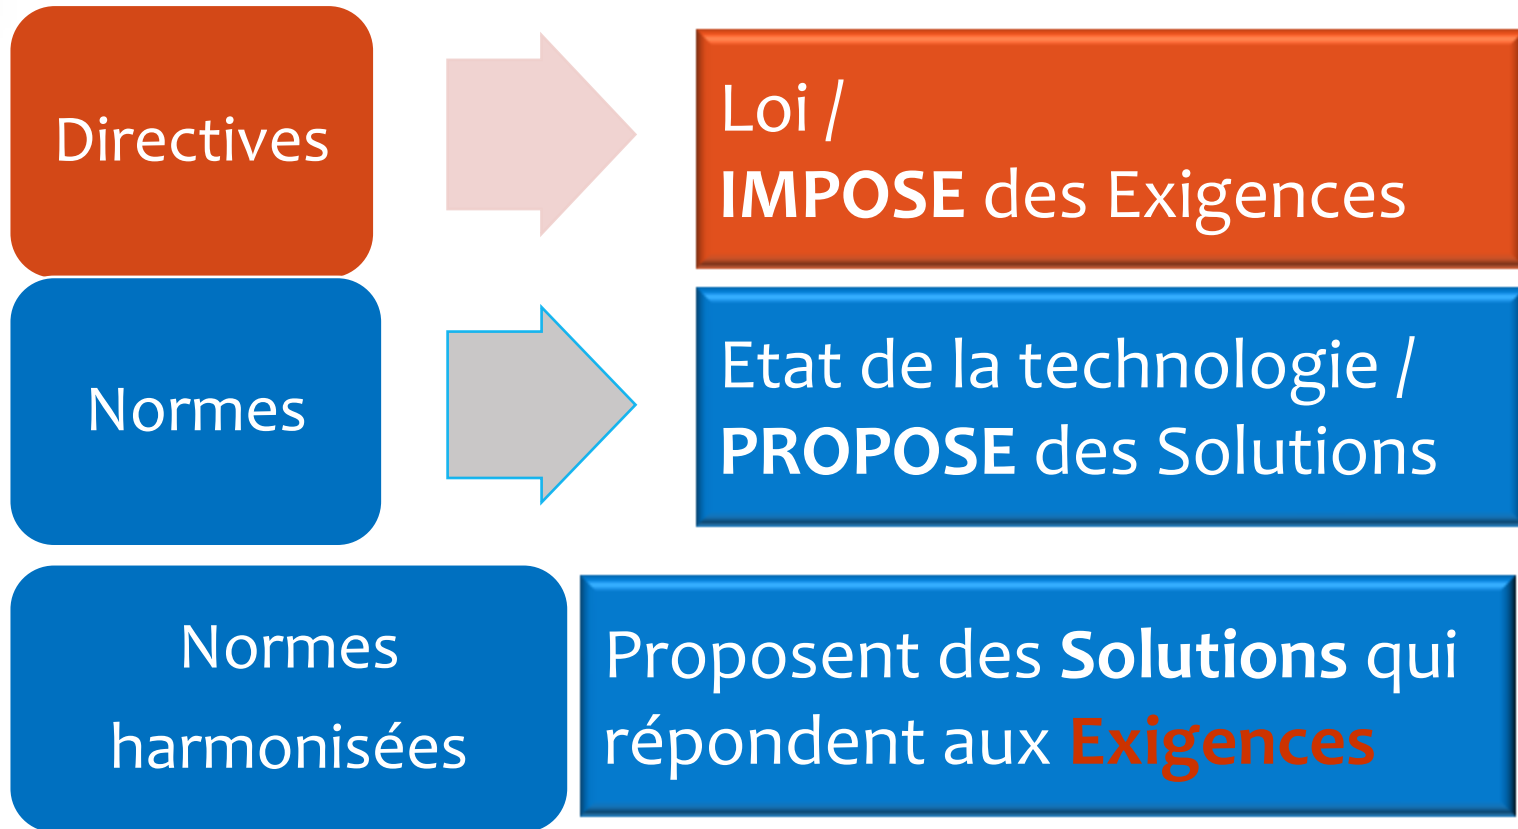 Directives
Loi /
IMPOSE des Exigences
Normes
Etat de la technologie /
PROPOSE des Solutions
Normes
harmonisées
Proposent des Solutions qui
répondent aux Exigences